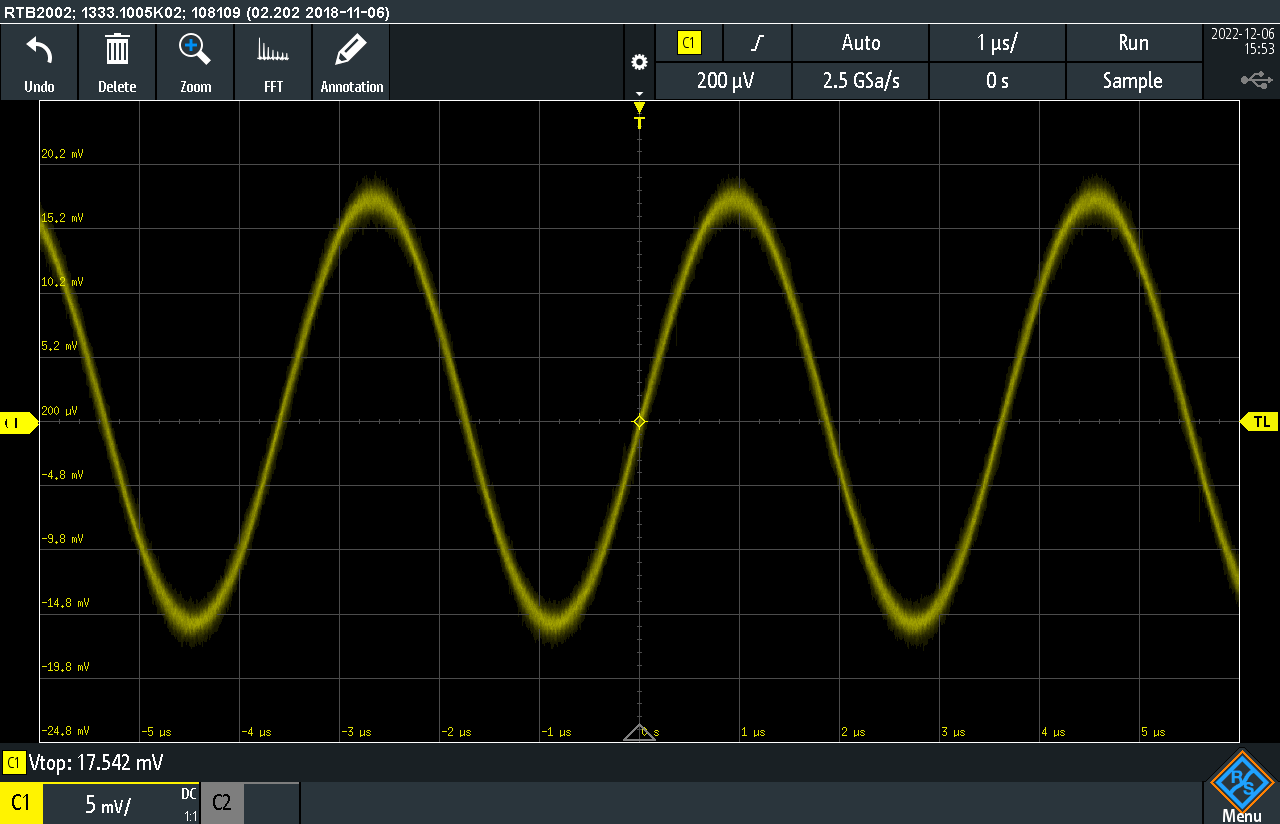 RTB2002; 1333.1005K02; 108109 (02.202 2018-11-06)
Undo
Delete
Zoom
FFT
Annotation
C1
Auto
1 µs/
Run
200 µV
2.5 GSa/s
0 s
Sample
2022-12-06
15:53
T
20.2 mV
15.2 mV
10.2 mV
5.2 mV
200 µV
-4.8 mV
-9.8 mV
-14.8 mV
-19.8 mV
-24.8 mV
TL
-5 µs
-4 µs
-3 µs
-2 µs
-1 µs
0 s
1 µs
2 µs
3 µs
4 µs
5 µs
C1 Vtop: 17.542 mV
C1
5 mV/
DC
1:1
C2
R
S
Menu